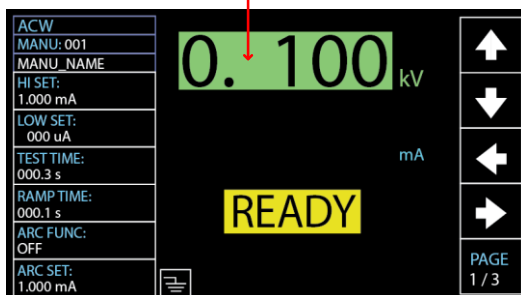 ACW
MANU: 001
MANU_NAME
HI SET:
1.000 mA
LOW SET:
000 uA
TEST TIME:
000.3 s
RAMP TIME:
000.1 s
ARC FUNC:
OFF
ARC SET:
1.000 mA
0. 100 kV
mA
READY
PAGE
1 / 3